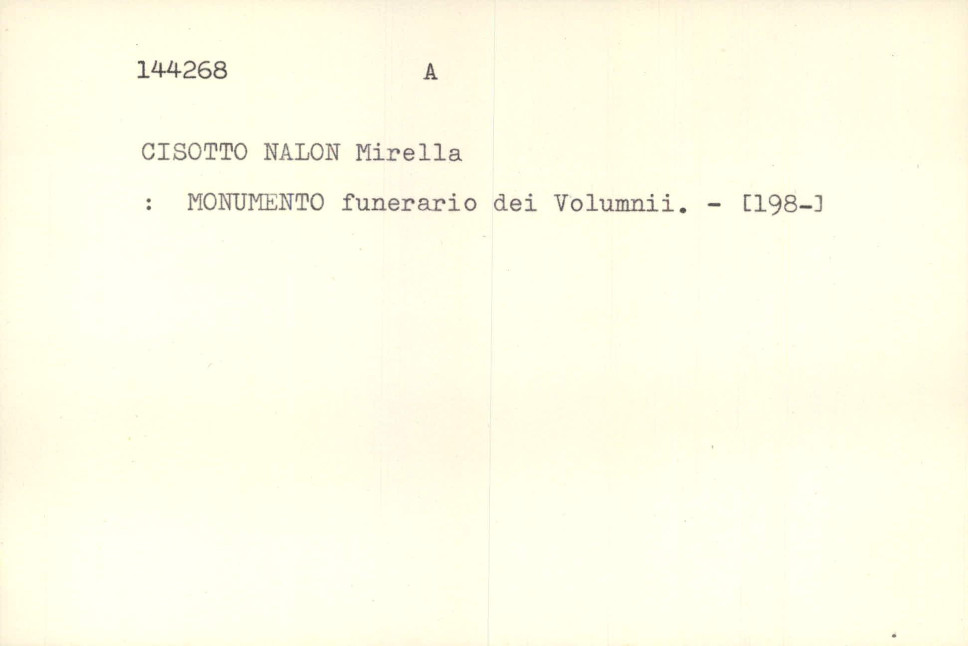 144268 A
CISOTTO NALON Mirella
: MONUMENTO funerario dei Volumnii. - [198-]